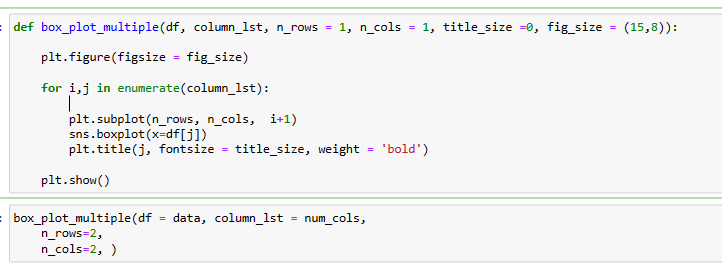 : def box_plot_multiple(df, column_lst, n_rows = 1, n_cols = 1, title_size =0, fig_size = (15,8)):
plt.figure(figsize = fig_size)
for i,j in enumerate(column_lst):
plt.subplot(n_rows, n_cols,  i+1)
sns.boxplot(x=df[j])
plt.title(j, fontsize = title_size, weight = 'bold')
plt.show()
: box_plot_multiple(df = data, column_lst = num_cols,
n_rows=2,
n_cols=2, )